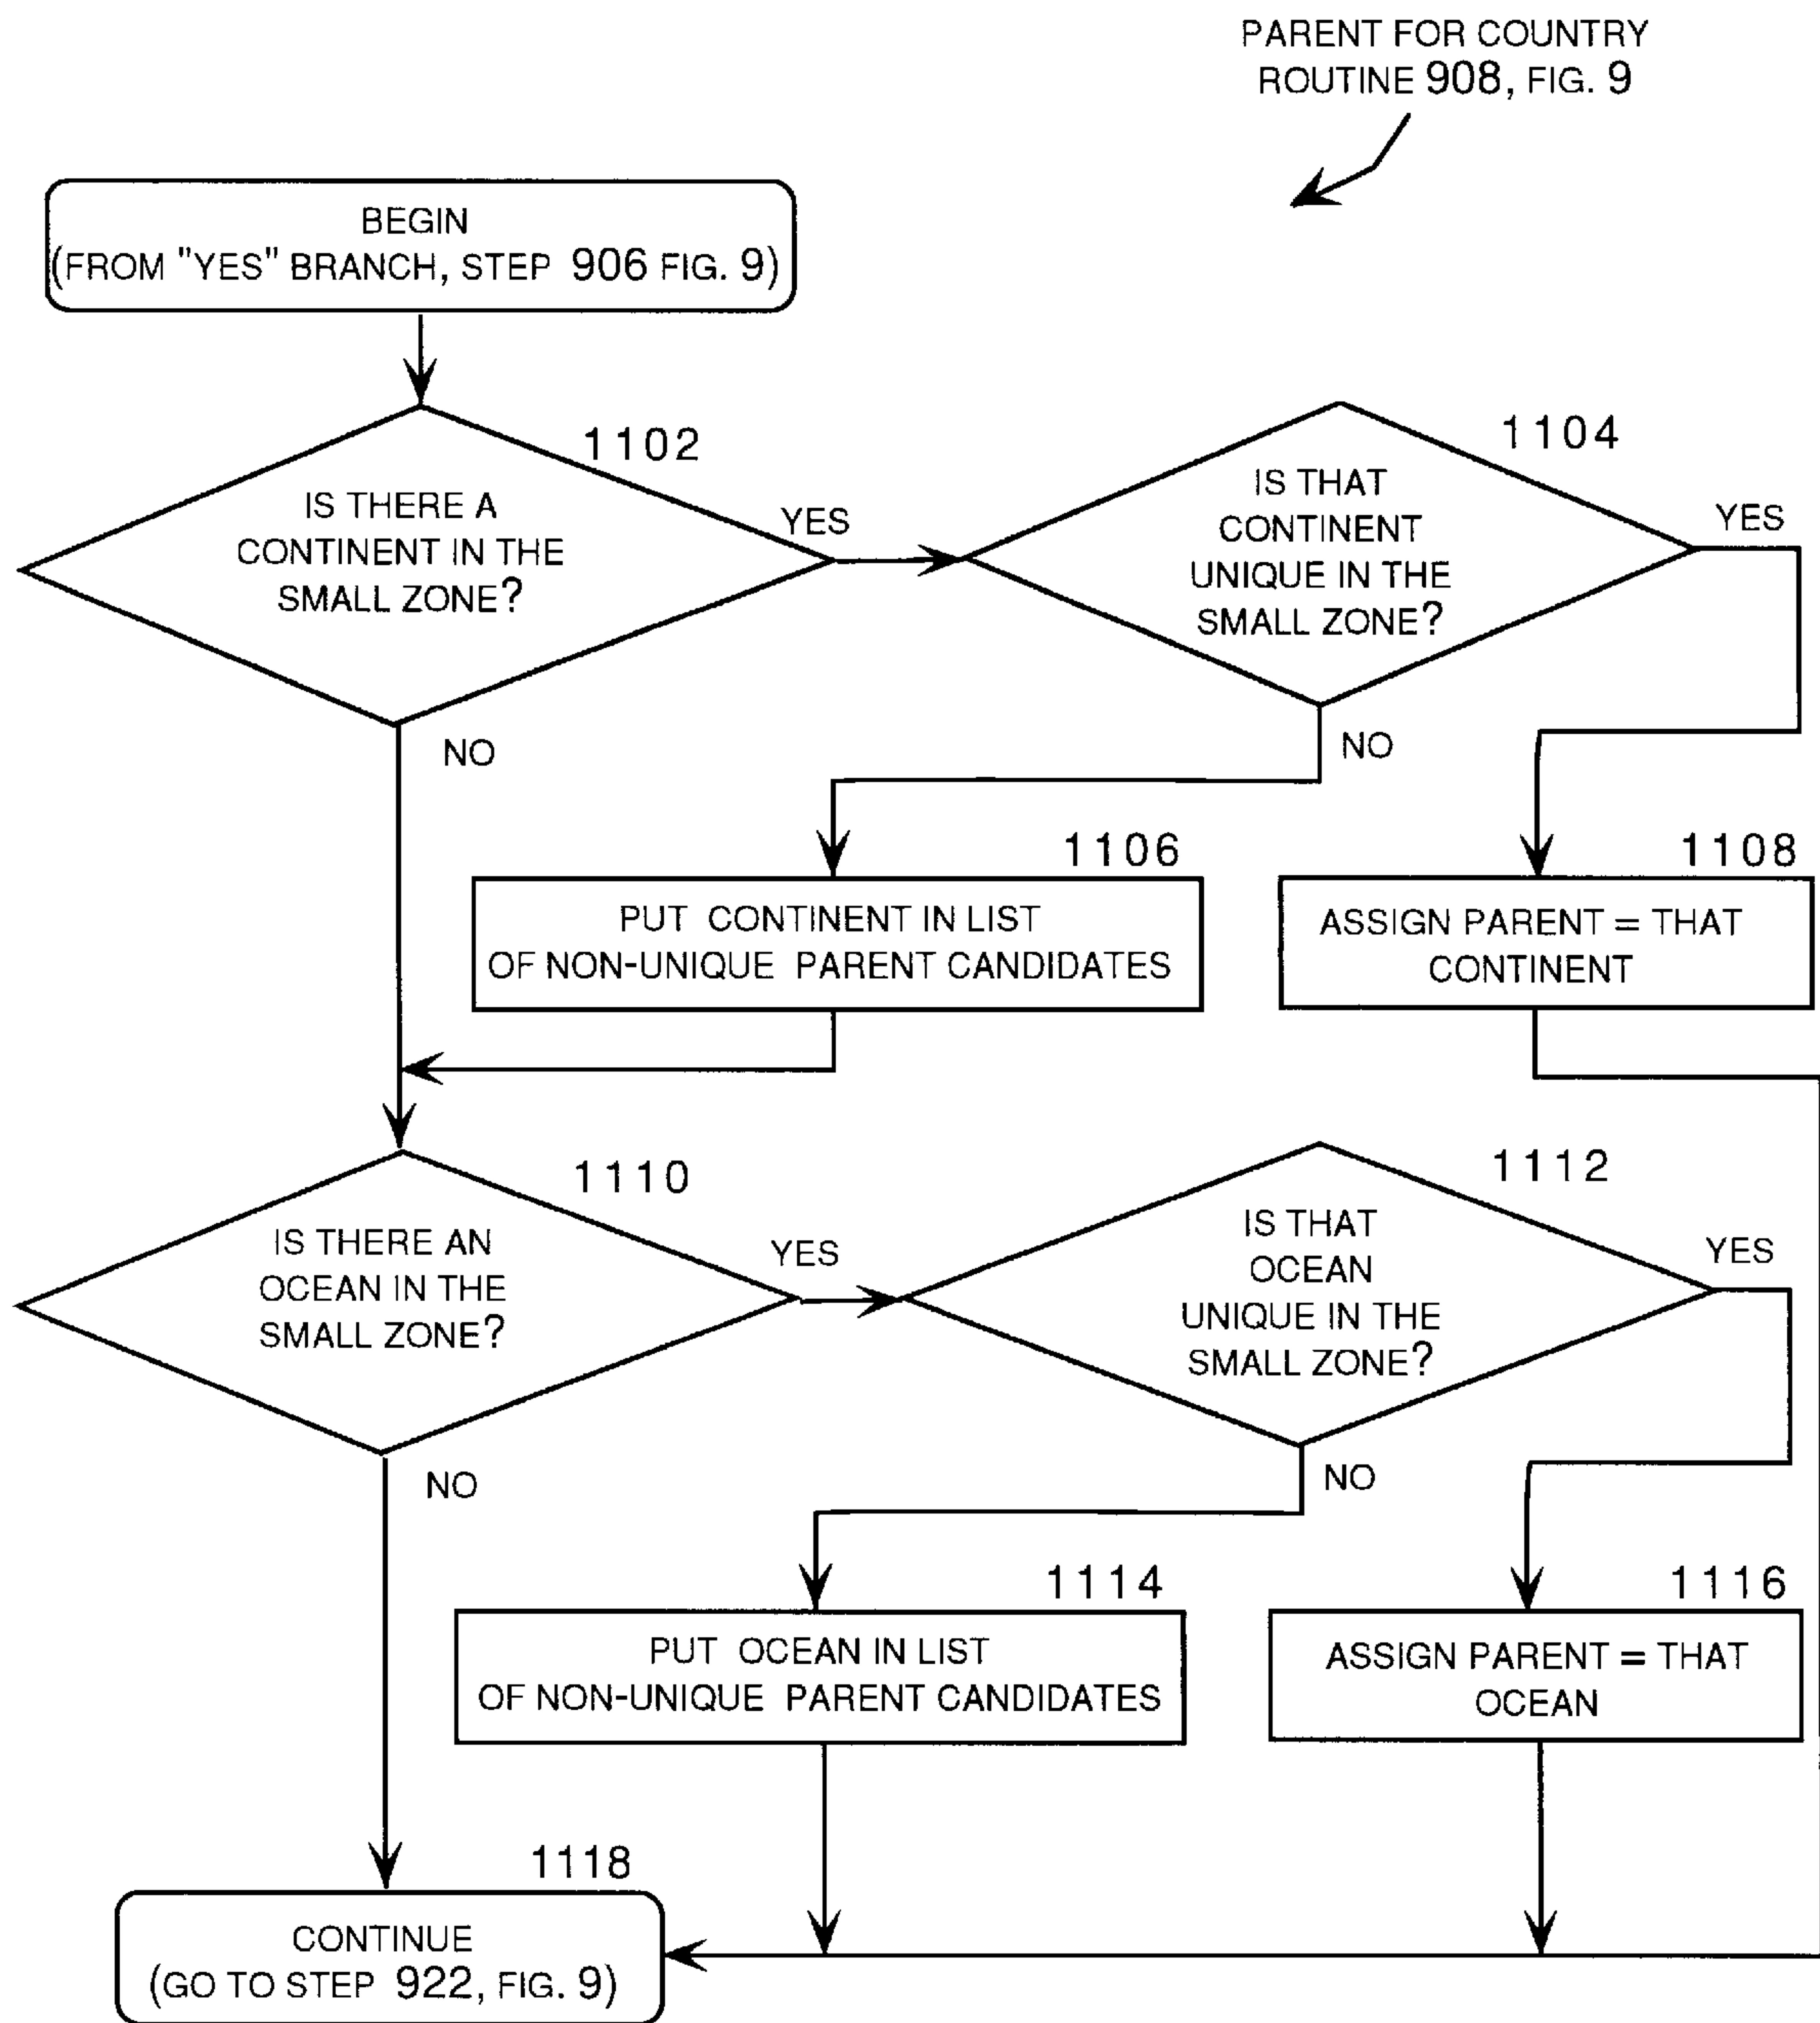 PARENT FOR COUNTRY
ROUTINE 908, FIG. 9
BEGIN
(FROM "YES" BRANCH, STEP 906 FIG. 9)
1102
IS THERE A
CONTINENT IN THE
SMALL ZONE?
YES
NO
1104
IS THAT
CONTINENT
UNIQUE IN THE
SMALL ZONE?
YES
NO
1106
PUT CONTINENT IN LIST
OF NON-UNIQUE PARENT CANDIDATES
1108
ASSIGN PARENT = THAT
CONTINENT
1110
IS THERE AN
OCEAN IN THE
SMALL ZONE?
YES
NO
1112
IS THAT
OCEAN
UNIQUE IN THE
SMALL ZONE?
YES
NO
1114
PUT OCEAN IN LIST
OF NON-UNIQUE PARENT CANDIDATES
1116
ASSIGN PARENT = THAT
OCEAN
1118
CONTINUE
(GO TO STEP 922, FIG. 9)